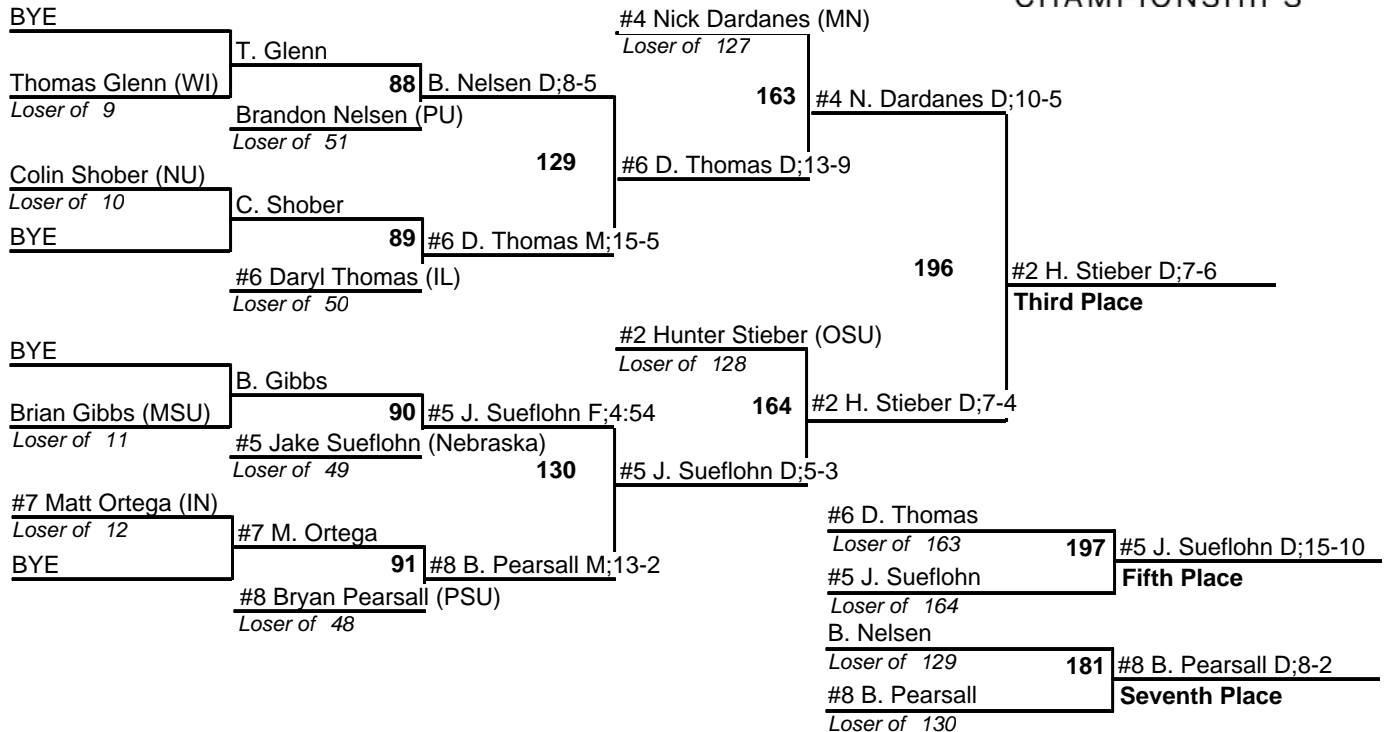 CHAMPIONSHIPS
BYE
T. Glenn
Thomas Glenn (WI)
Loser of 9
88
B. Nelsen D;8-5
Brandon Nelsen (PU)
Loser of 51
129
Colin Shober (NU)
Loser of 10
C. Shober
BYE
89
#6 D. Thomas M;15-5
#6 Daryl Thomas (IL)
Loser of 50
#4 Nick Dardanes (MN)
Loser of 127
163
#4 N. Dardanes D;10-5
#6 D. Thomas D;13-9
196
#2 H. Stieber D;7-6
Third Place
BYE
B. Gibbs
Brian Gibbs (MSU)
Loser of 11
90
#5 J. Sueflohn F;4:54
#5 Jake Sueflohn (Nebraska)
Loser of 49
130
#7 Matt Ortega (IN)
Loser of 12
#7 M. Ortega
BYE
91
#8 B. Pearsall M;13-2
#8 Bryan Pearsall (PSU)
Loser of 48
#2 Hunter Stieber (OSU)
Loser of 128
164
#2 H. Stieber D;7-4
#5 J. Sueflohn D;5-3
#6 D. Thomas
Loser of 163
197
#5 J. Sueflohn D;15-10
Fifth Place
#5 J. Sueflohn
Loser of 164
B. Nelsen
Loser of 129
181
#8 B. Pearsall D;8-2
Seventh Place
#8 B. Pearsall
Loser of 130